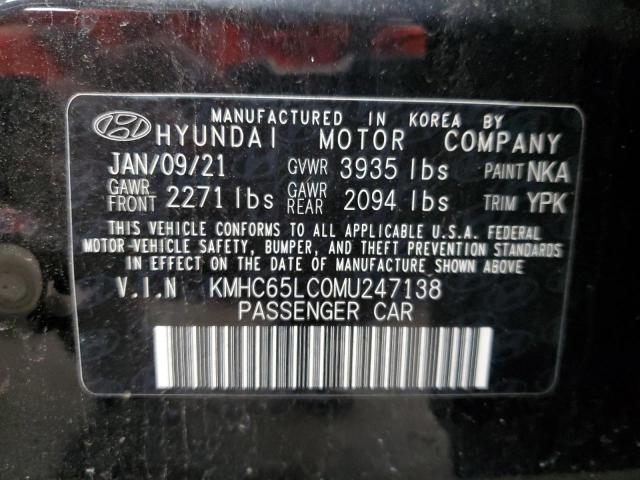 MANUFACTURED IN KOREA BY
HYUNDAI MOTOR COMPANY
JAN/09/21 GVWR 3935 lbs PAINT NKA
GAWR FRONT 2271 lbs GAWR REAR 2094 lbs TRIM YPK
THIS VEHICLE CONFORMS TO ALL APPLICABLE U.S.A. FEDERAL
MOTOR-VEHICLE SAFETY, BUMPER, AND THEFT PREVENTION STANDARDS
IN EFFECT ON THE DATE OF MANUFACTURE SHOWN ABOVE
V.I.N KMHC65LC0MU247138
PASSENGER CAR